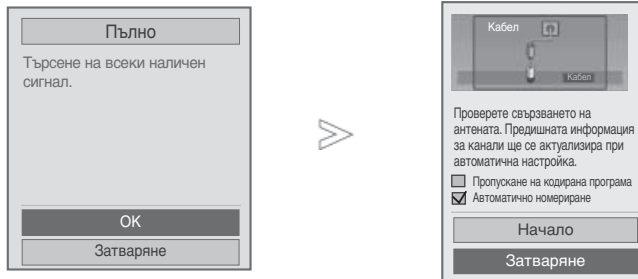 Пълно
Търсене на всеки наличен
сигнал.
OK
Затваряне
Кабел
Кабел
Проверете свързването на
антената. Предишната информация
за канали ще се актуализира при
автоматична настройка.
Пропускане на кодирана програма
Автоматично номериране
Начало
Затваряне